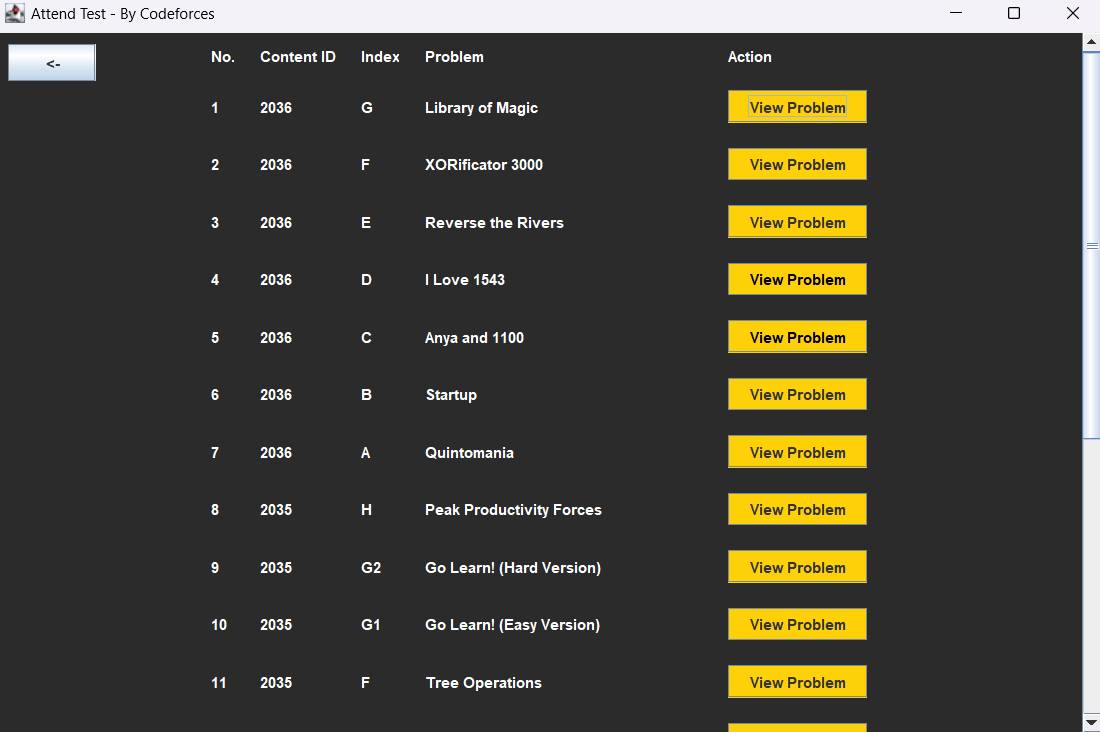 Attend Test - By Codeforces
<-
No. Content ID Index Problem Action
1 2036 G Library of Magic View Problem
2 2036 F XORificator 3000 View Problem
3 2036 E Reverse the Rivers View Problem
4 2036 D I Love 1543 View Problem
5 2036 C Anya and 1100 View Problem
6 2036 B Startup View Problem
7 2036 A Quintomania View Problem
8 2035 H Peak Productivity Forces View Problem
9 2035 G2 Go Learn! (Hard Version) View Problem
10 2035 G1 Go Learn! (Easy Version) View Problem
11 2035 F Tree Operations View Problem